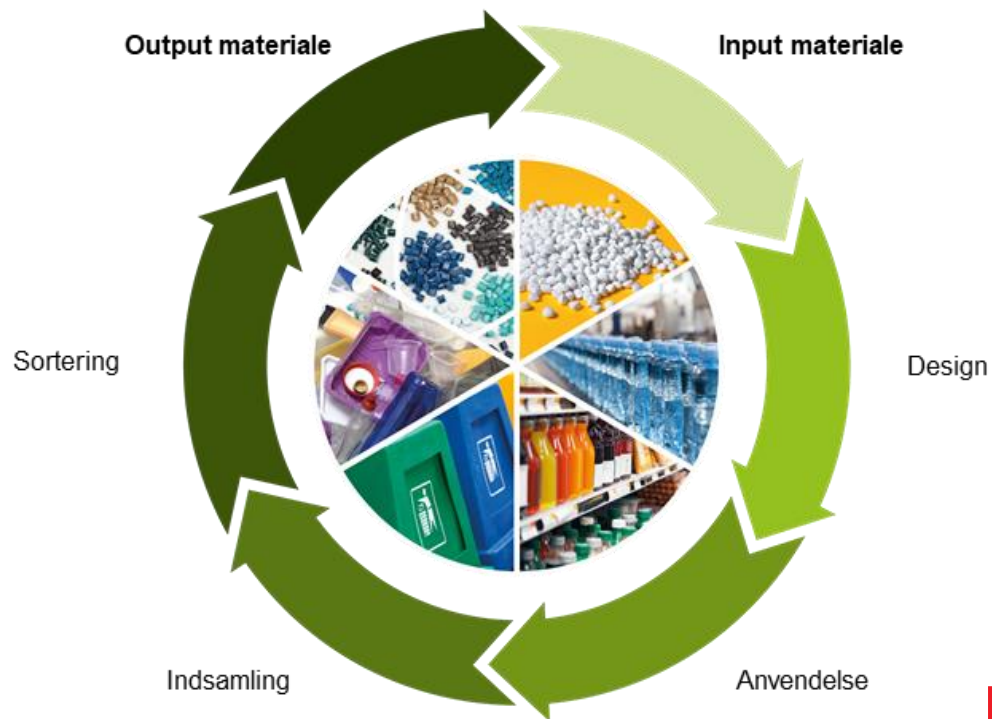 Output materiale
Input materiale
Sortering
Design
Indsamling
Anvendelse